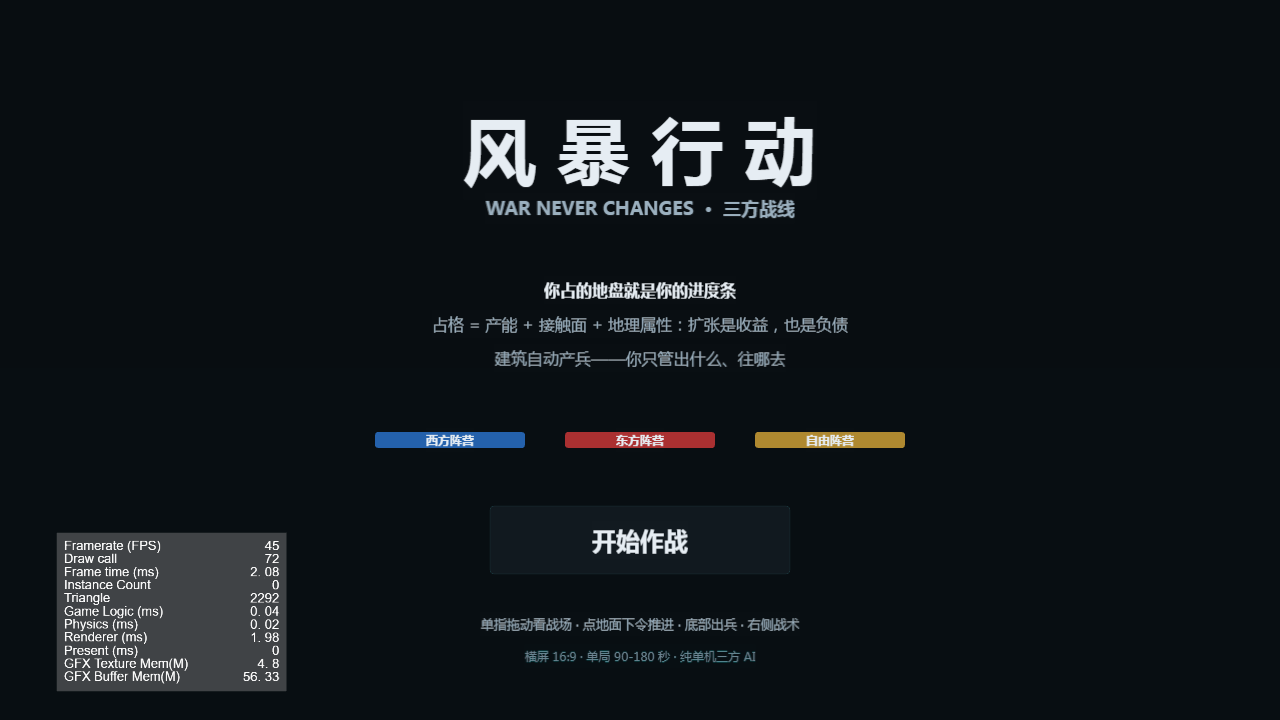 风暴行动
WAR NEVER CHANGES • 三方战线
你占的地盘就是你的进度条
占格 = 产能 + 接触面 + 地理属性：扩张是收益，也是负债
建筑自动产兵——你只管出什么、往哪去
西方阵营 东方阵营 自由阵营
开始作战
单指拖动看战场 · 点地面下令推进 · 底部出兵 · 右侧战术
横屏 16:9 · 单局 90-180 秒 · 纯单机三方 AI
Framerate (FPS) 45
Draw call 72
Frame time (ms) 2. 08
Instance Count 0
Triangle 2292
Game Logic (ms) 0. 04
Physics (ms) 0. 02
Renderer (ms) 1. 98
Present (ms) 0
GFX Texture Mem(M) 4. 8
GFX Buffer Mem(M) 56. 33